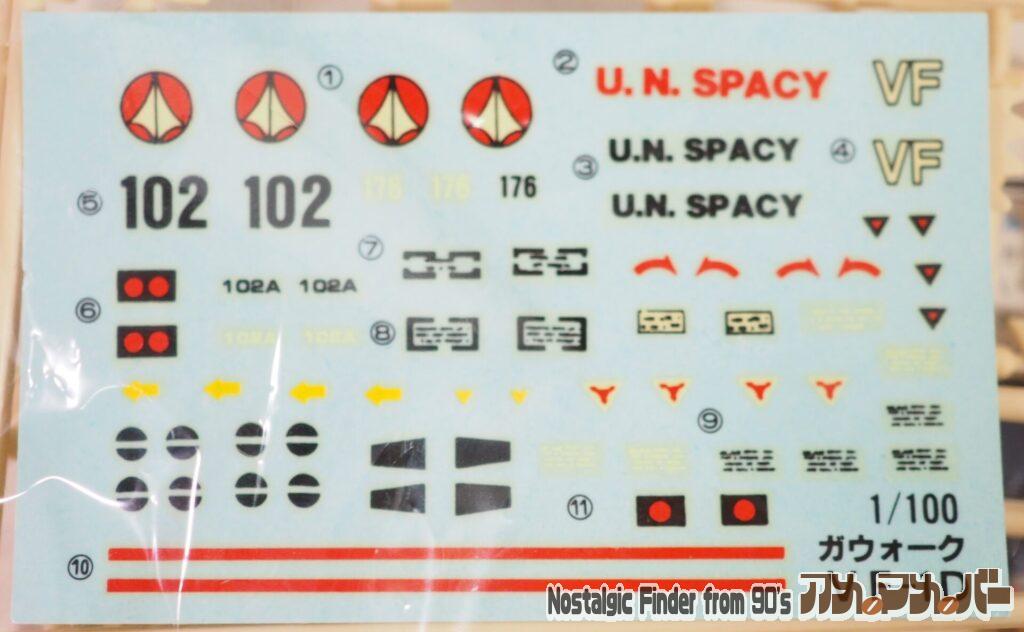 ① ② U. N. SPACY VF
③ U.N. SPACY ④ VF
⑤ 102 102 176 176 176
U.N. SPACY
⑦
⑥ 102A 102A
102A 102A ⑧
⑨
⑪ 1/100
ガウォーク
⑩
Nostalgic Finder from 90's